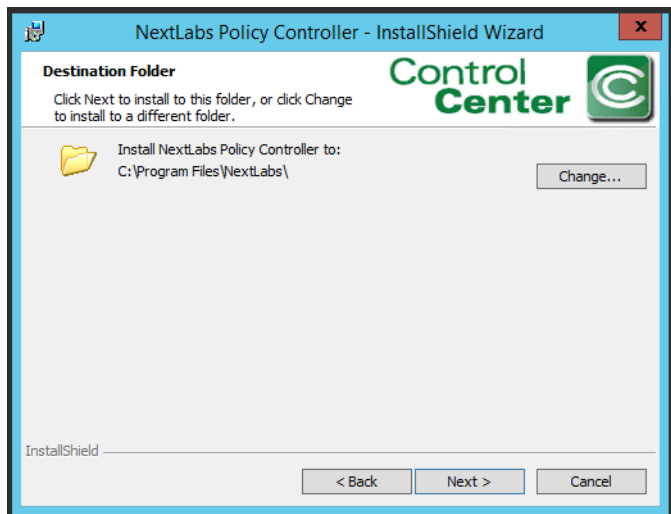 NextLabs Policy Controller - InstallShield Wizard
x
Destination Folder
Click Next to install to this folder, or click Change
to install to a different folder.
Control
Center
Install NextLabs Policy Controller to:
C:\Program Files\NextLabs\
Change...
InstallShield
< Back
Next >
Cancel